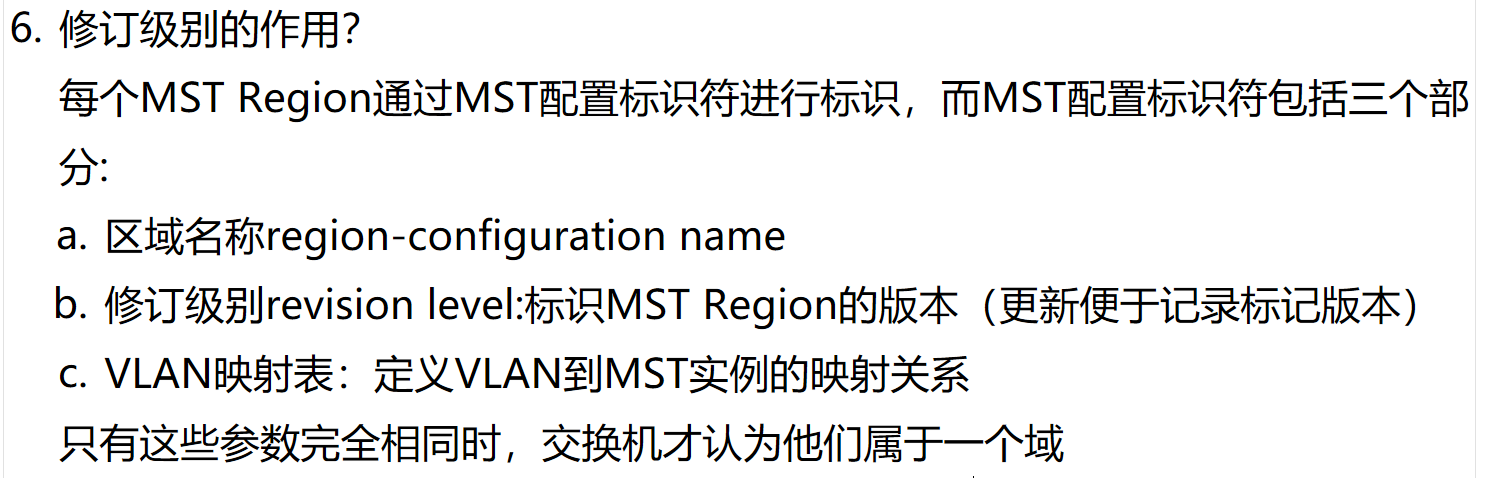 6. 修订级别的作用？
每个MST Region通过MST配置标识符进行标识，而MST配置标识符包括三个部
分:
a. 区域名称region-configuration name
b. 修订级别revision level:标识MST Region的版本（更新便于记录标记版本）
c. VLAN映射表：定义VLAN到MST实例的映射关系
只有这些参数完全相同时，交换机才认为他们属于一个域